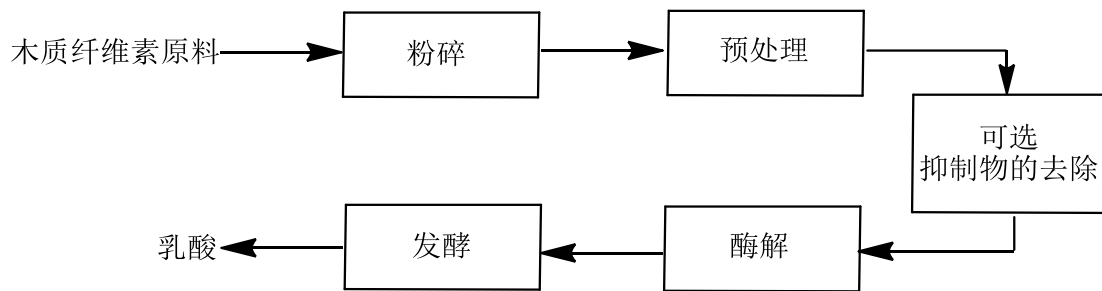 木质纤维素原料
粉碎
预处理
可选
抑制物的去除
酶解
发酵
乳酸